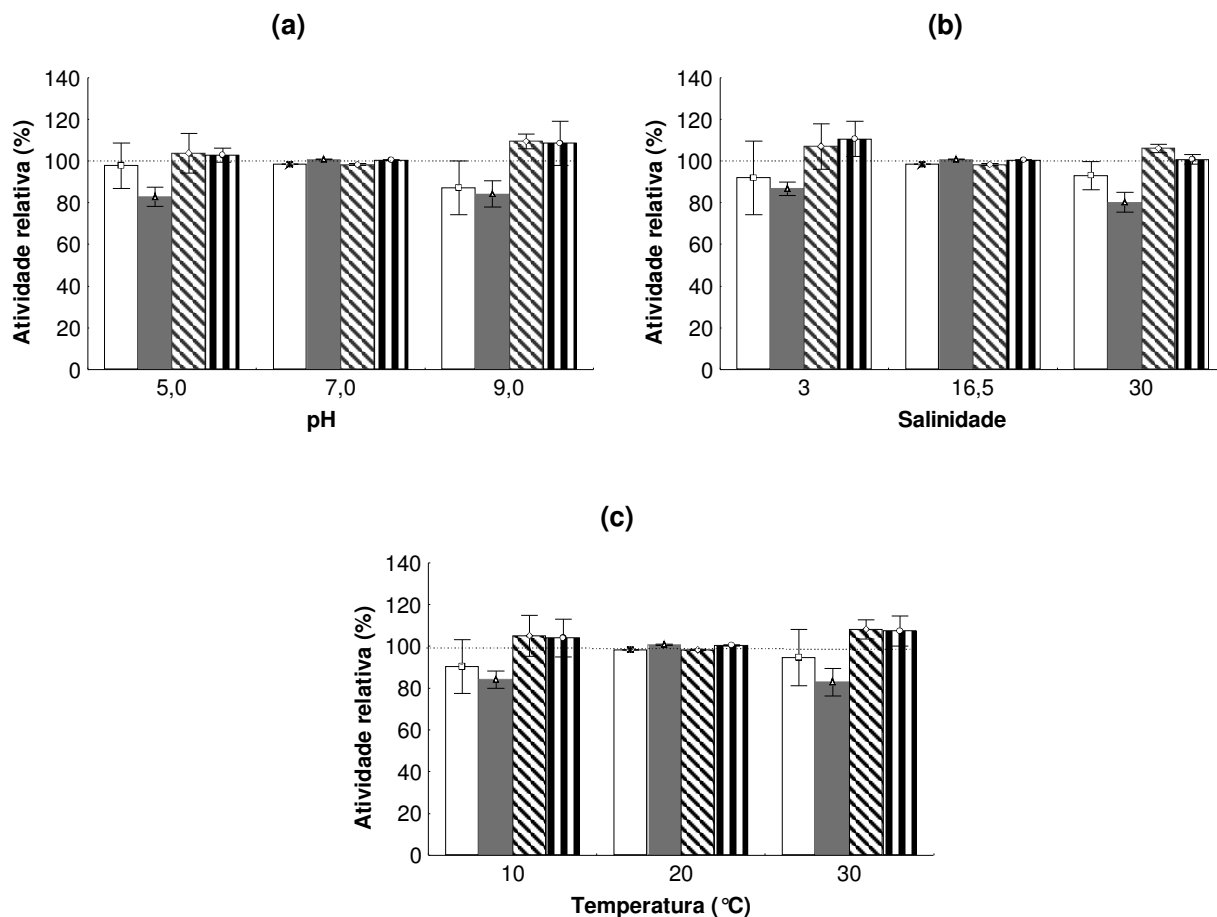 (a)
Atividade relativa (%)
140
120
100
80
60
40
20
0
5,0 7,0 9,0
pH
(b)
Atividade relativa (%)
140
120
100
80
60
40
20
0
3 16,5 30
Salinidade
(c)
Atividade relativa (%)
140
120
100
80
60
40
20
0
10 20 30
Temperatura (°C)